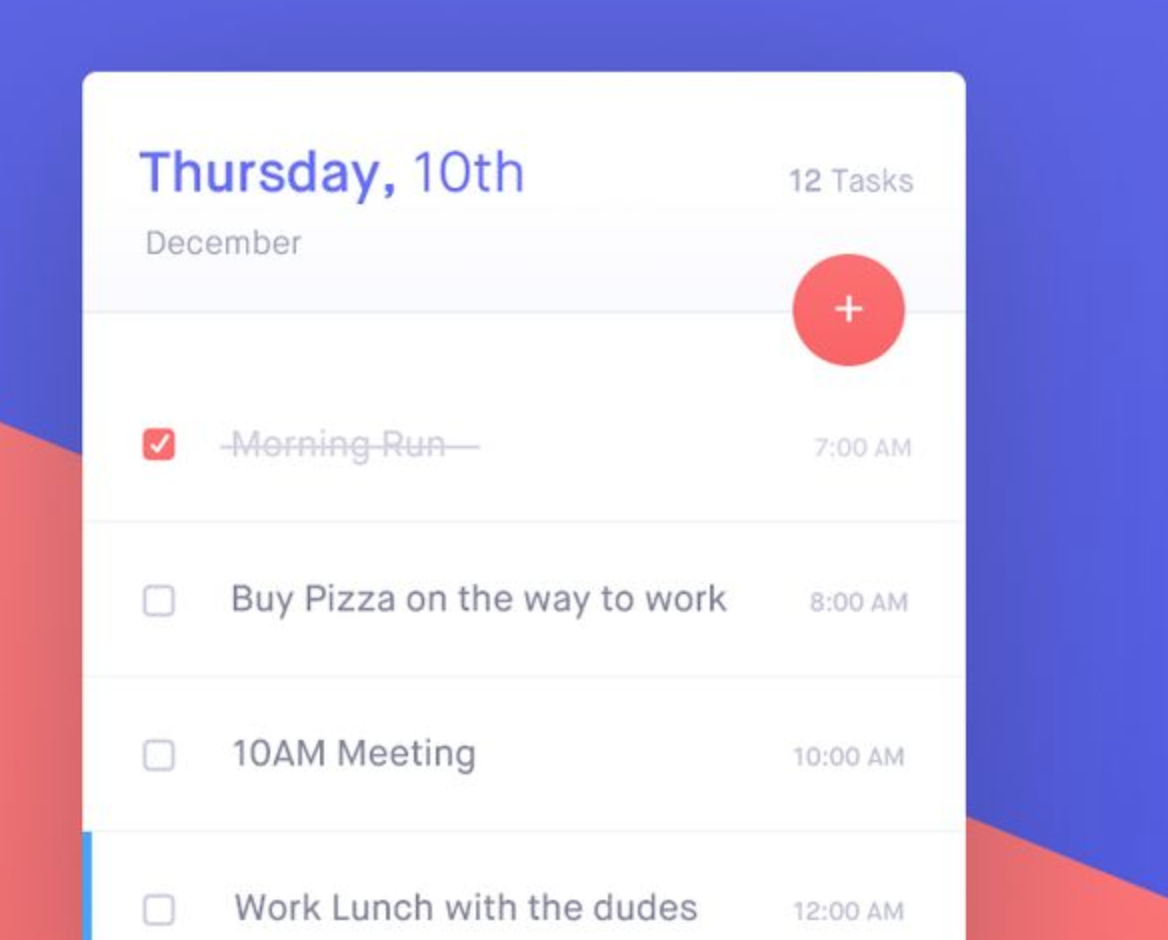 Thursday, 10th
12 Tasks
December
+
Morning Run 7:00 AM
Buy Pizza on the way to work 8:00 AM
10AM Meeting 10:00 AM
Work Lunch with the dudes 12:00 AM